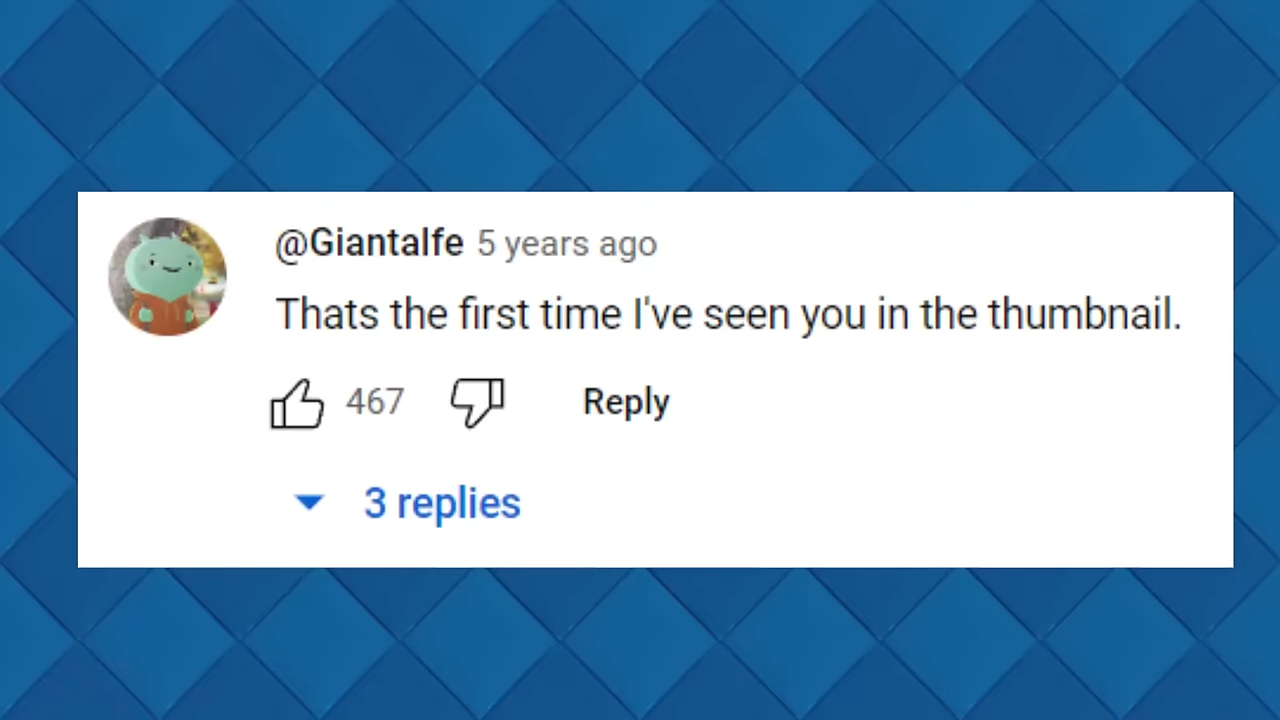 @Giantalfe 5 years ago
Thats the first time I've seen you in the thumbnail.
467 Reply
3 replies